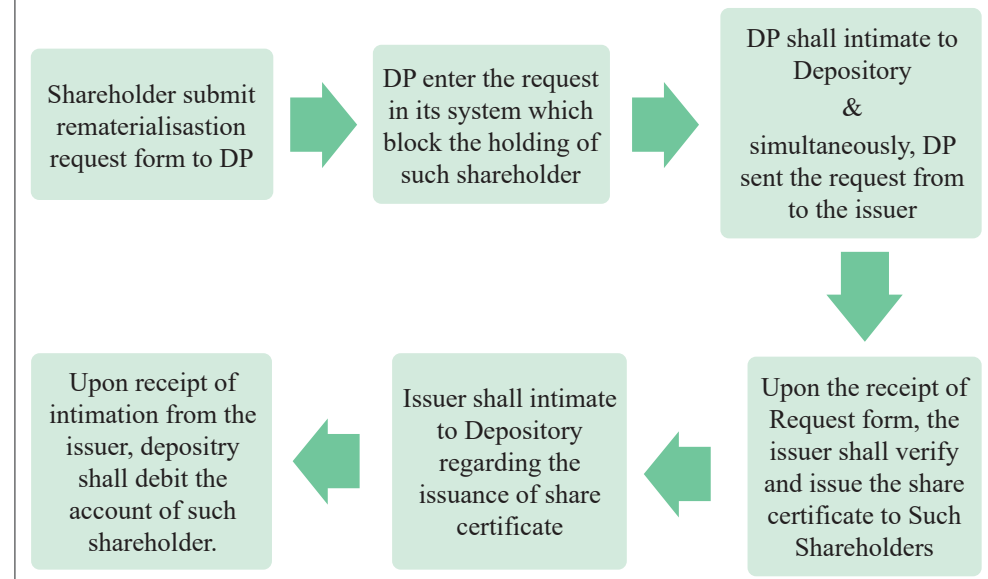 Shareholder submit
rematerialisastion
request form to DP
DP enter the request
in its system which
block the holding of
such shareholder
DP shall intimate to
Depository
&
simultaneously, DP
sent the request from
to the issuer
Upon the receipt of
Request form, the
issuer shall verify
and issue the share
certificate to Such
Shareholders
Issuer shall intimate
to Depository
regarding the
issuance of share
certificate
Upon receipt of
intimation from the
issuer, depositry
shall debit the
account of such
shareholder.